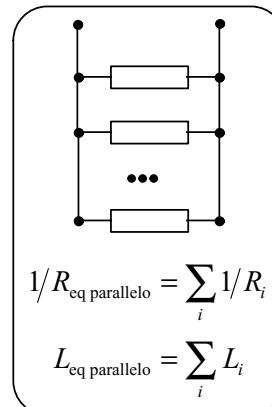 1/R_eq parallelo = ∑_i 1/R_i
L_eq parallelo = ∑_i L_i